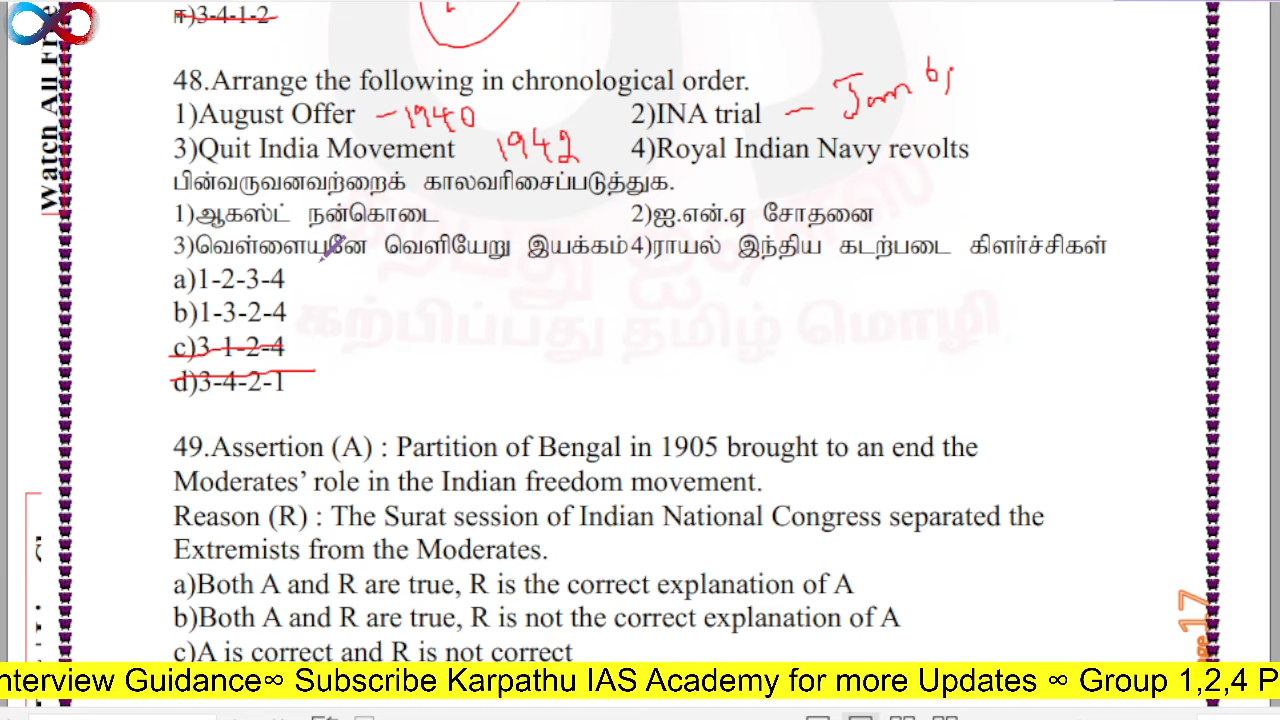 ஈ)3-4-1-2
48.Arrange the following in chronological order.
1)August Offer - 1940 2)INA trial - Jan
3)Quit India Movement 1942 4)Royal Indian Navy revolts
பின்வருவனவற்றைக் காலவரிசைப்படுத்துக.
1)ஆகஸ்ட் நன்கொடை 2)ஐ.என்.ஏ சோதனை
3)வெள்ளையனே வெளியேறு இயக்கம் 4)ராயல் இந்திய கடற்படை கிளர்ச்சிகள்
a)1-2-3-4
b)1-3-2-4
c)3-1-2-4
d)3-4-2-1
49.Assertion (A) : Partition of Bengal in 1905 brought to an end the
Moderates’ role in the Indian freedom movement.
Reason (R) : The Surat session of Indian National Congress separated the
Extremists from the Moderates.
a)Both A and R are true, R is the correct explanation of A
b)Both A and R are true, R is not the correct explanation of A
c)A is correct and R is not correct
கற்பிப்பது தமிழ் மொழி
Watch All Fre
17
nterview Guidance∞ Subscribe Karpathu IAS Academy for more Updates ∞ Group 1,2,4 P